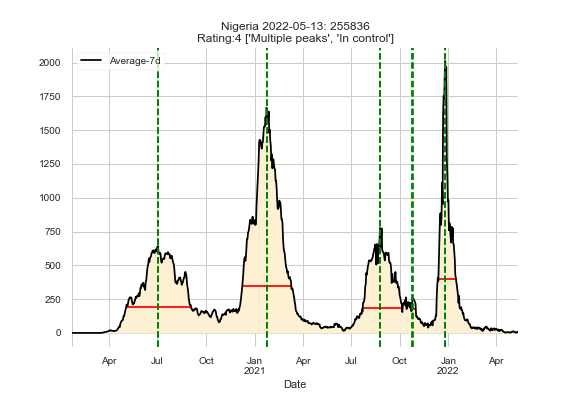 Nigeria 2022-05-13: 255836
Rating:4 ['Multiple peaks', 'In control']
Average-7d
2000
1750
1500
1250
1000
750
500
250
0
Apr Jul Oct Jan Apr Jul Oct Jan Apr
2021 2022
Date